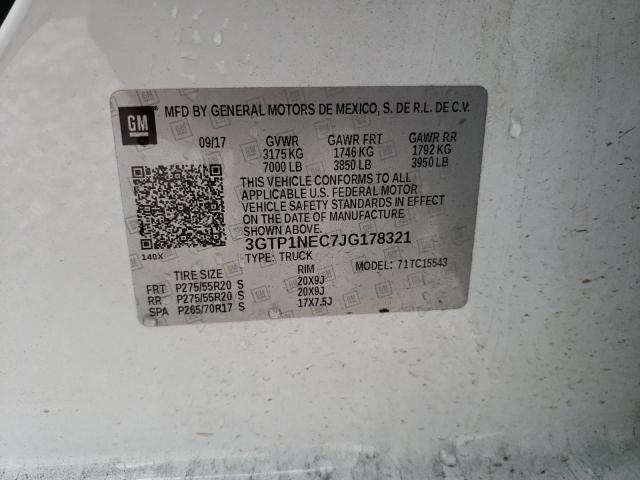 MFD BY GENERAL MOTORS DE MEXICO, S. DE R.L. DE C.V.
GM
09/17 GVWR GAWR FRT GAWR RR
3175 KG 1746 KG 1792 KG
7000 LB 3850 LB 3950 LB
THIS VEHICLE CONFORMS TO ALL
APPLICABLE U.S. FEDERAL MOTOR
VEHICLE SAFETY STANDARDS IN EFFECT
ON THE DATE OF MANUFACTURE
SHOWN ABOVE.
3GTP1NEC7JG178321
140X
TYPE: TRUCK MODEL: 71TC15543
TIRE SIZE RIM
FRT P275/55R20 S 20X9J
RR P275/55R20 S 20X9J
SPA P265/70R17 S 17X7.5J